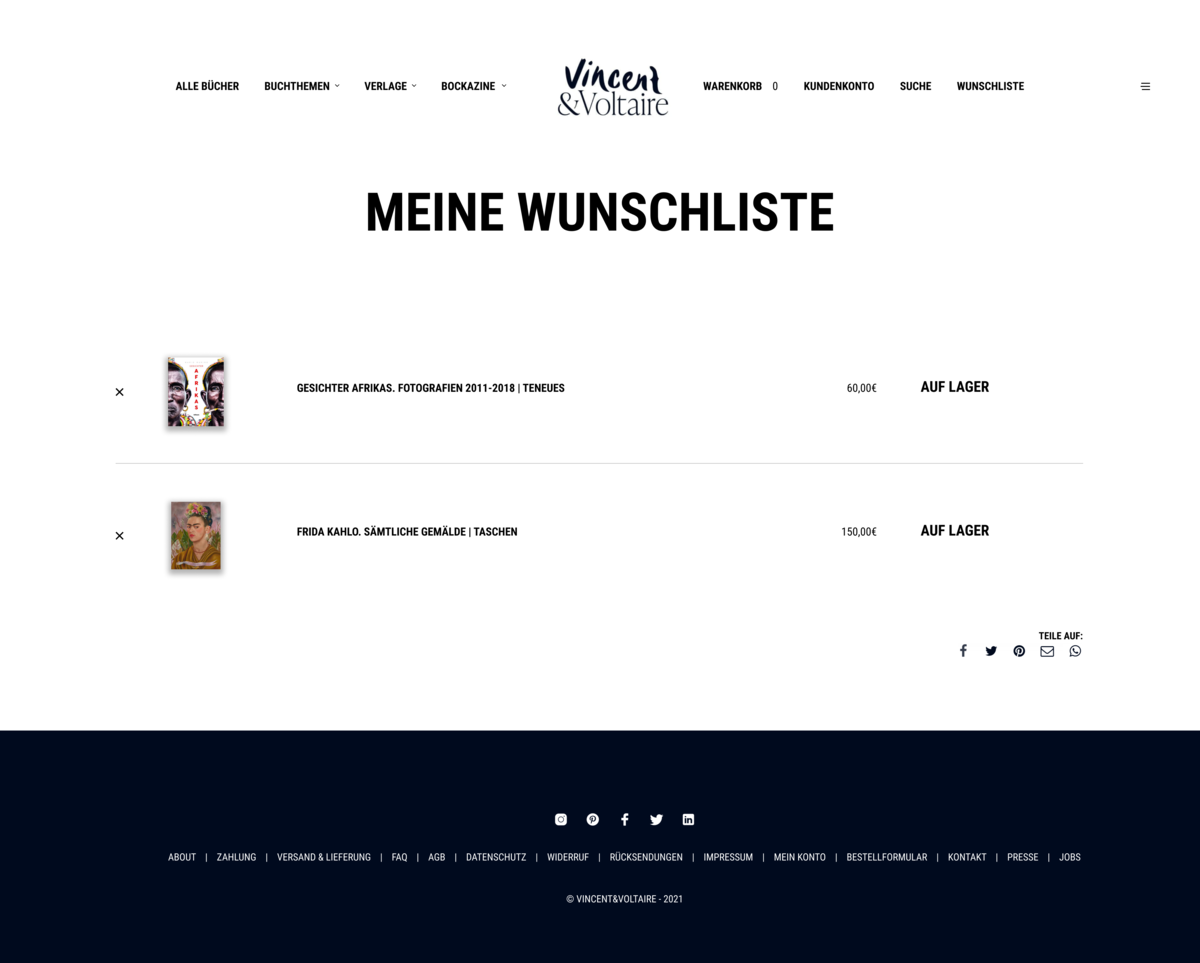 ALLE BÜCHER BUCHTHEMEN VERLAGE BOCKAZINE Vincent &Voltaire WARENKORB 0 KUNDENKONTO SUCHE WUNSCHLISTE
MEINE WUNSCHLISTE
AFRIKAS
GESICHTER AFRIKAS. FOTOGRAFIEN 2011-2018 | TENEUES 60,00€ AUF LAGER
FRIDA KAHLO. SÄMTLICHE GEMÄLDE | TASCHEN 150,00€ AUF LAGER
TEILE AUF:
ABOUT | ZAHLUNG | VERSAND & LIEFERUNG | FAQ | AGB | DATENSCHUTZ | WIDERRUF | RÜCKSENDUNGEN | IMPRESSUM | MEIN KONTO | BESTELLFORMULAR | KONTAKT | PRESSE | JOBS
© VINCENT&VOLTAIRE - 2021